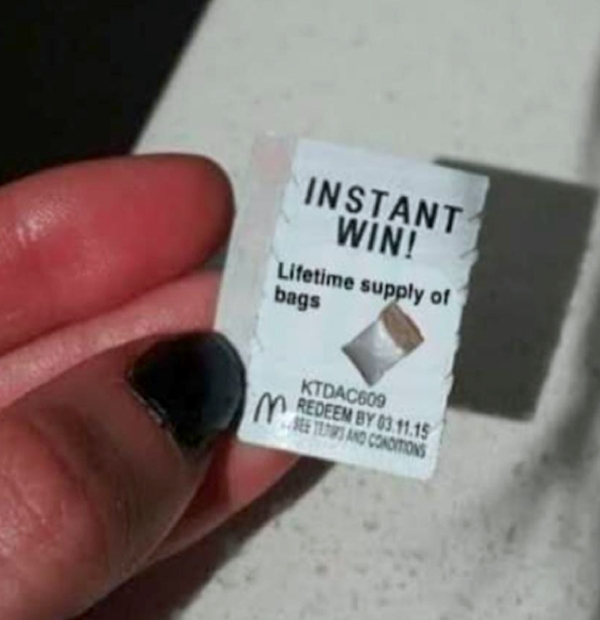 INSTANT
WIN!
Lifetime supply of
bags
KTDAC609
REDEEM BY 03.11.15
SEE TERMS AND CONDITIONS